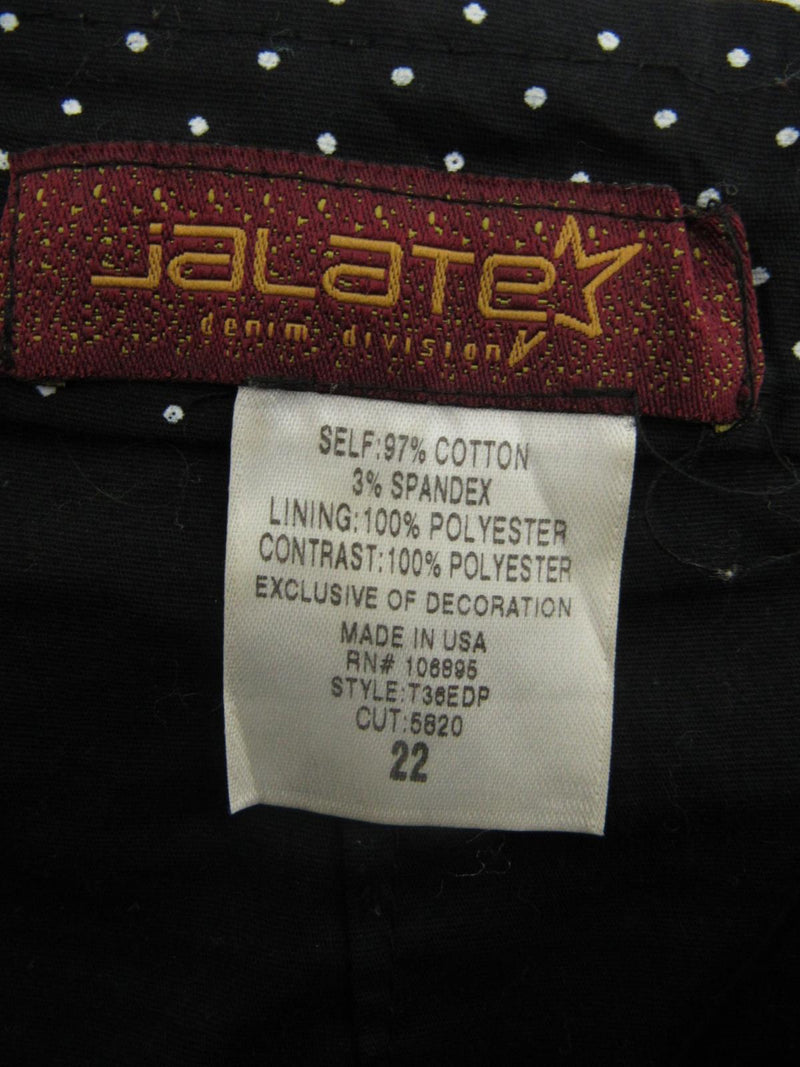 jalate
denim division
SELF:97% COTTON
3% SPANDEX
LINING:100% POLYESTER
CONTRAST:100% POLYESTER
EXCLUSIVE OF DECORATION
MADE IN USA
RN# 106895
STYLE:T36EDP
CUT:5820
22